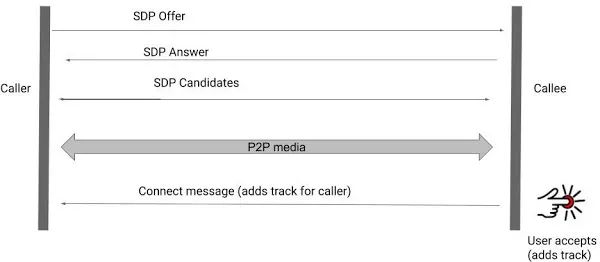 SDP Offer
SDP Answer
SDP Candidates
Caller
Callee
P2P media
Connect message (adds track for caller)
User accepts
(adds track)